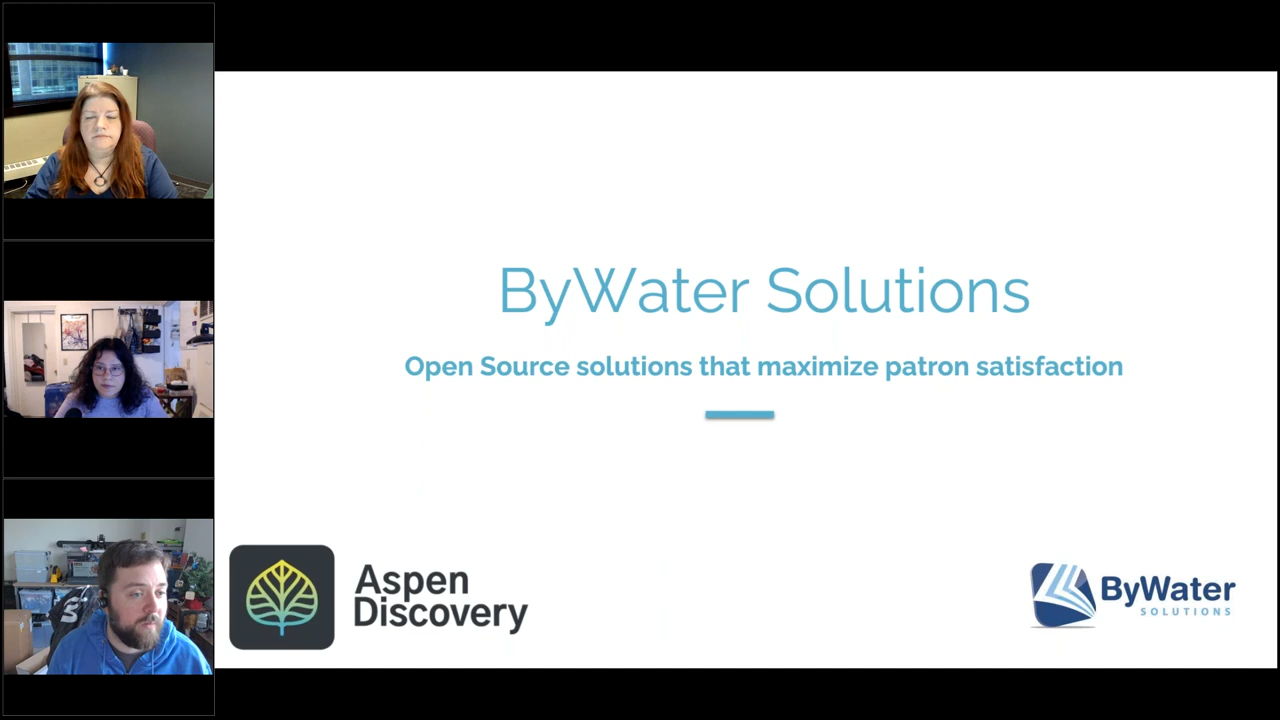 ByWater Solutions
Open Source solutions that maximize patron satisfaction
Aspen
Discovery
ByWater
SOLUTIONS